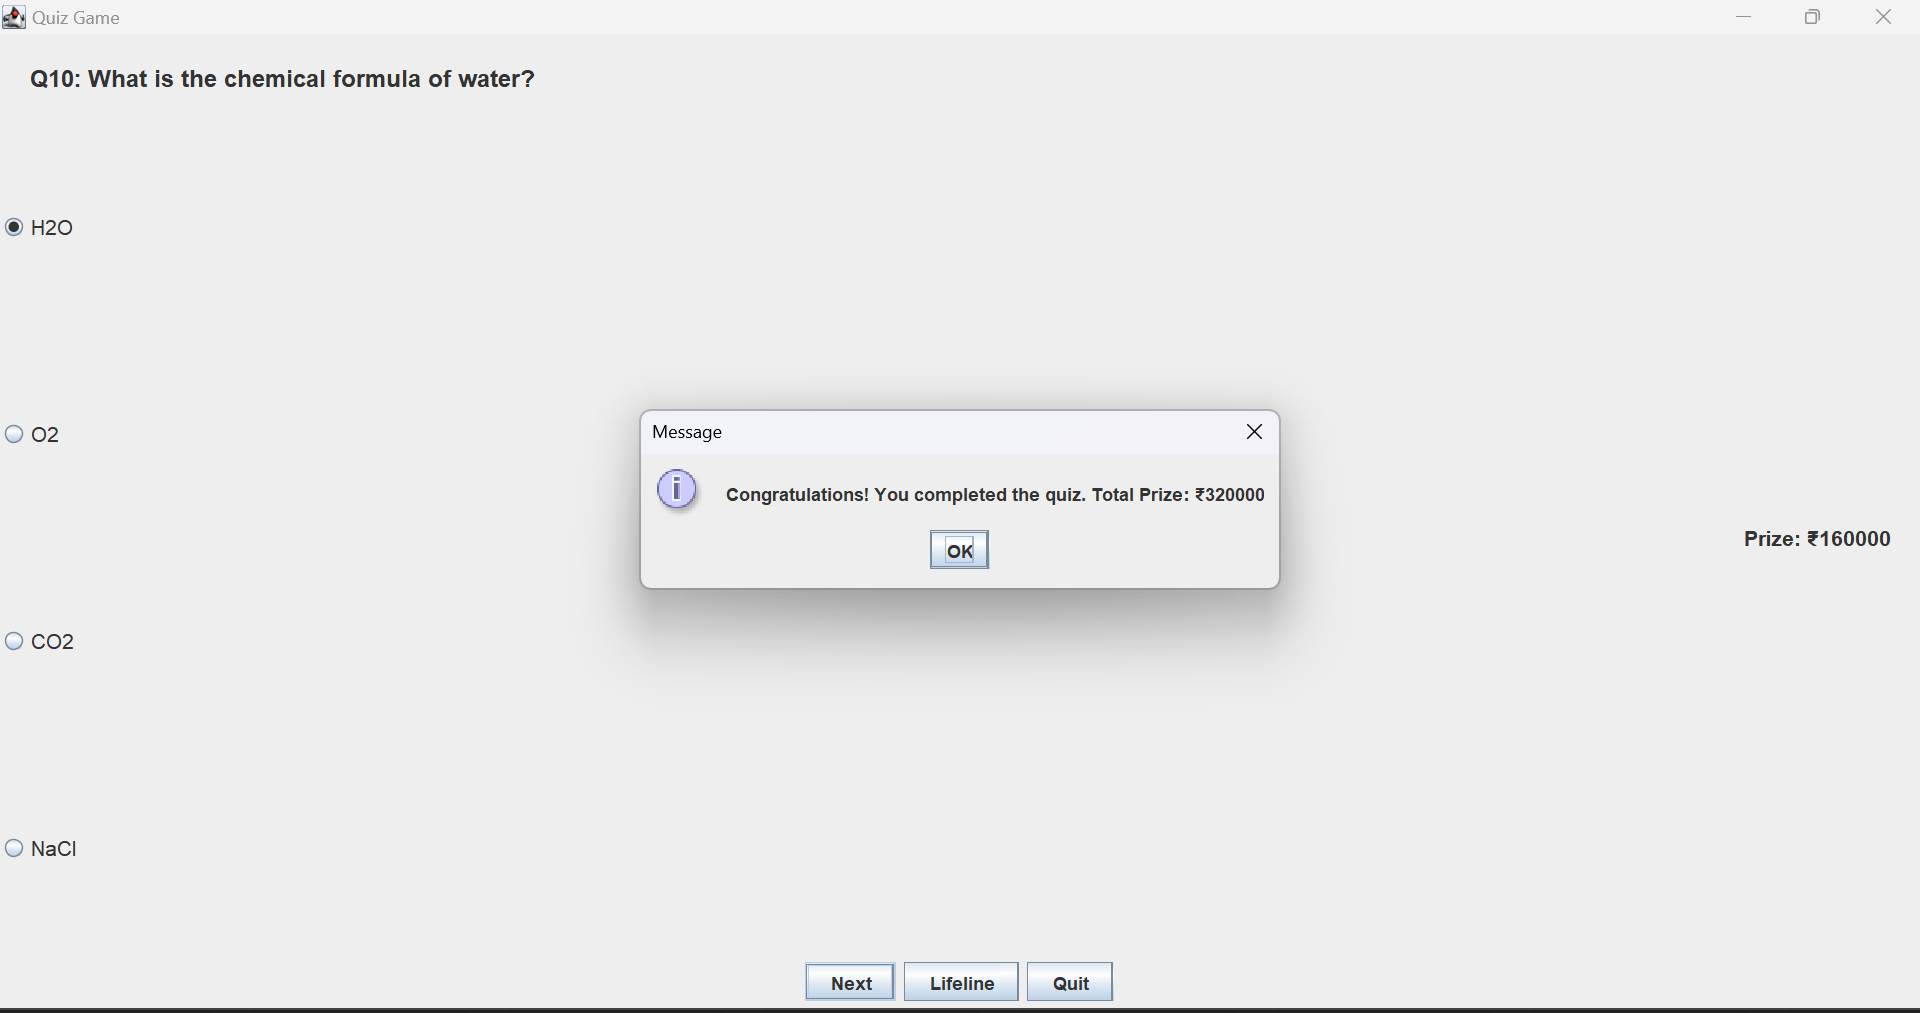 Quiz Game
Q10: What is the chemical formula of water?
H2O
O2
Message
Congratulations! You completed the quiz. Total Prize: ₹320000
OK
Prize: ₹160000
CO2
NaCl
Next
Lifeline
Quit